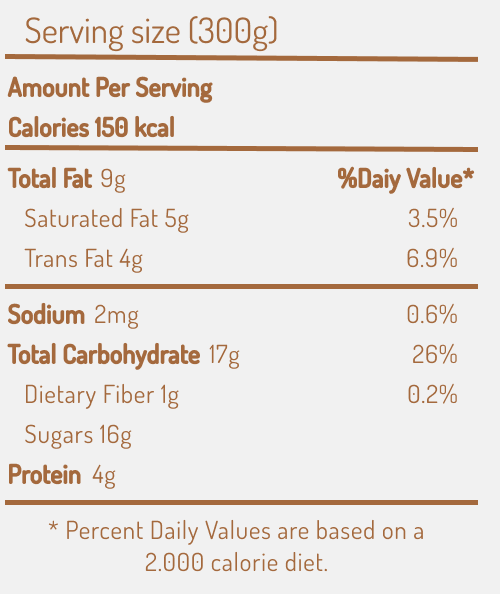 Serving size (300g)
Amount Per Serving
Calories 150 kcal
Total Fat 9g %Daiy Value*
Saturated Fat 5g 3.5%
Trans Fat 4g 6.9%
Sodium 2mg 0.6%
Total Carbohydrate 17g 26%
Dietary Fiber 1g 0.2%
Sugars 16g
Protein 4g
* Percent Daily Values are based on a
2.000 calorie diet.